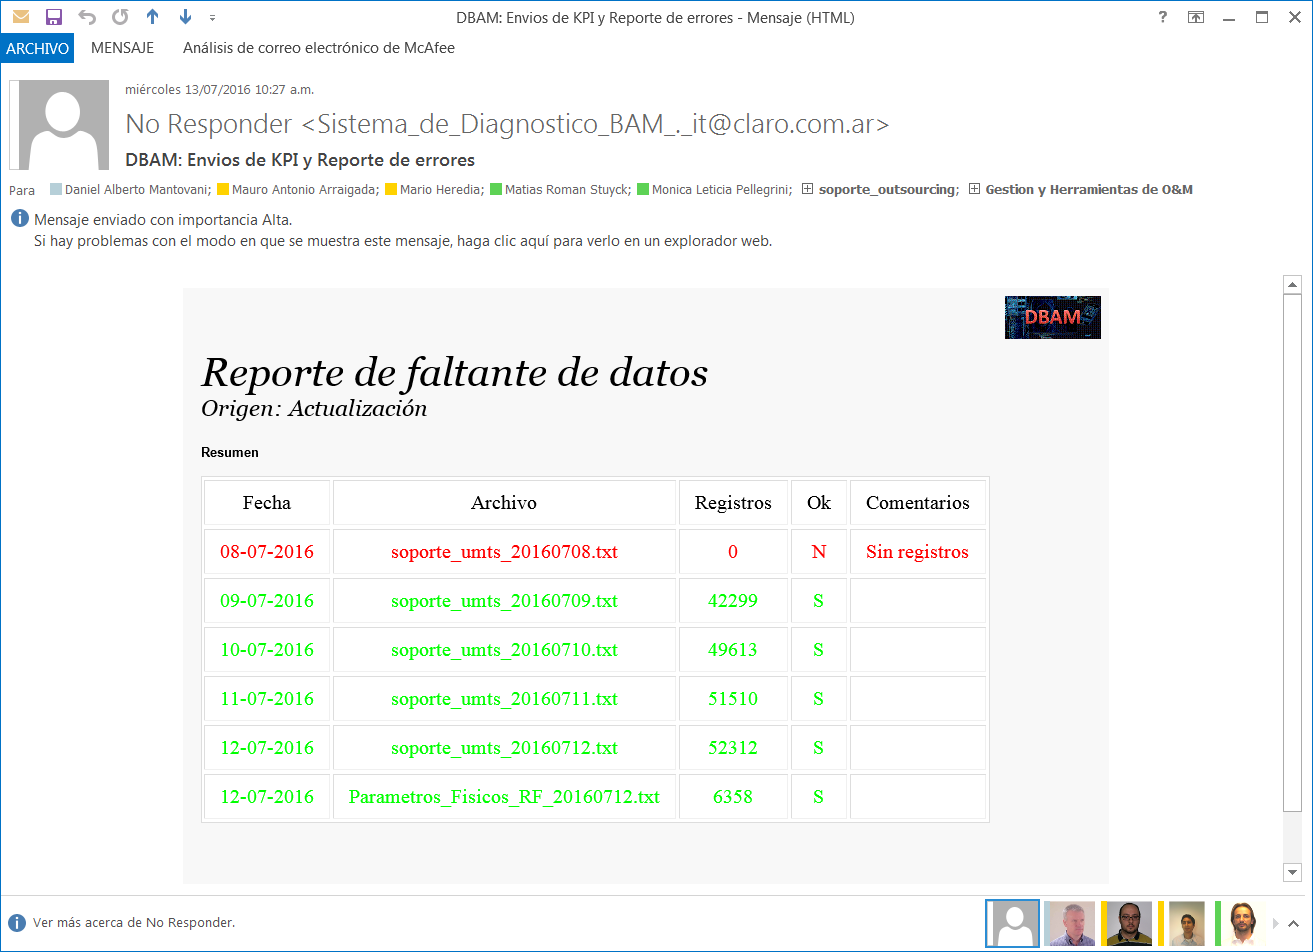 DBAM: Envios de KPI y Reporte de errores - Mensaje (HTML)
?
ARCHIVO MENSAJE Análisis de correo electrónico de McAfee
miércoles 13/07/2016 10:27 a.m.
No Responder <Sistema_de_Diagnostico_BAM_._it@claro.com.ar>
DBAM: Envios de KPI y Reporte de errores
Para Daniel Alberto Mantovani; Mauro Antonio Arraigada; Mario Heredia; Matias Roman Stuyck; Monica Leticia Pellegrini; soporte_outsourcing; Gestion y Herramientas de O&M
Mensaje enviado con importancia Alta.
Si hay problemas con el modo en que se muestra este mensaje, haga clic aquí para verlo en un explorador web.
DBAM
Reporte de faltante de datos
Origen: Actualización
Resumen
Fecha Archivo Registros Ok Comentarios
08-07-2016 soporte_umts_20160708.txt 0 N Sin registros
09-07-2016 soporte_umts_20160709.txt 42299 S
10-07-2016 soporte_umts_20160710.txt 49613 S
11-07-2016 soporte_umts_20160711.txt 51510 S
12-07-2016 soporte_umts_20160712.txt 52312 S
12-07-2016 Parametros_Fisicos_RF_20160712.txt 6358 S
Ver más acerca de No Responder.